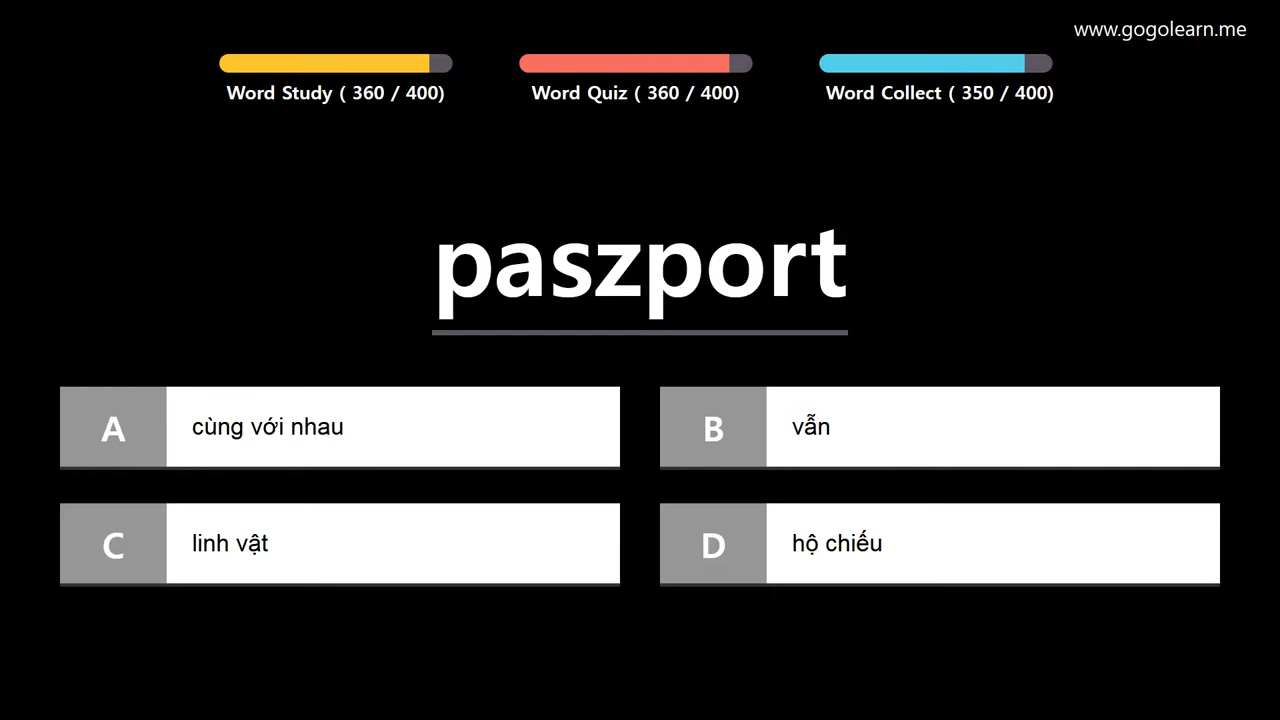 www.gogolearn.me
Word Study ( 360 / 400)
Word Quiz ( 360 / 400)
Word Collect ( 350 / 400)
paszport
A
cùng với nhau
B
vẫn
C
linh vật
D
hộ chiếu